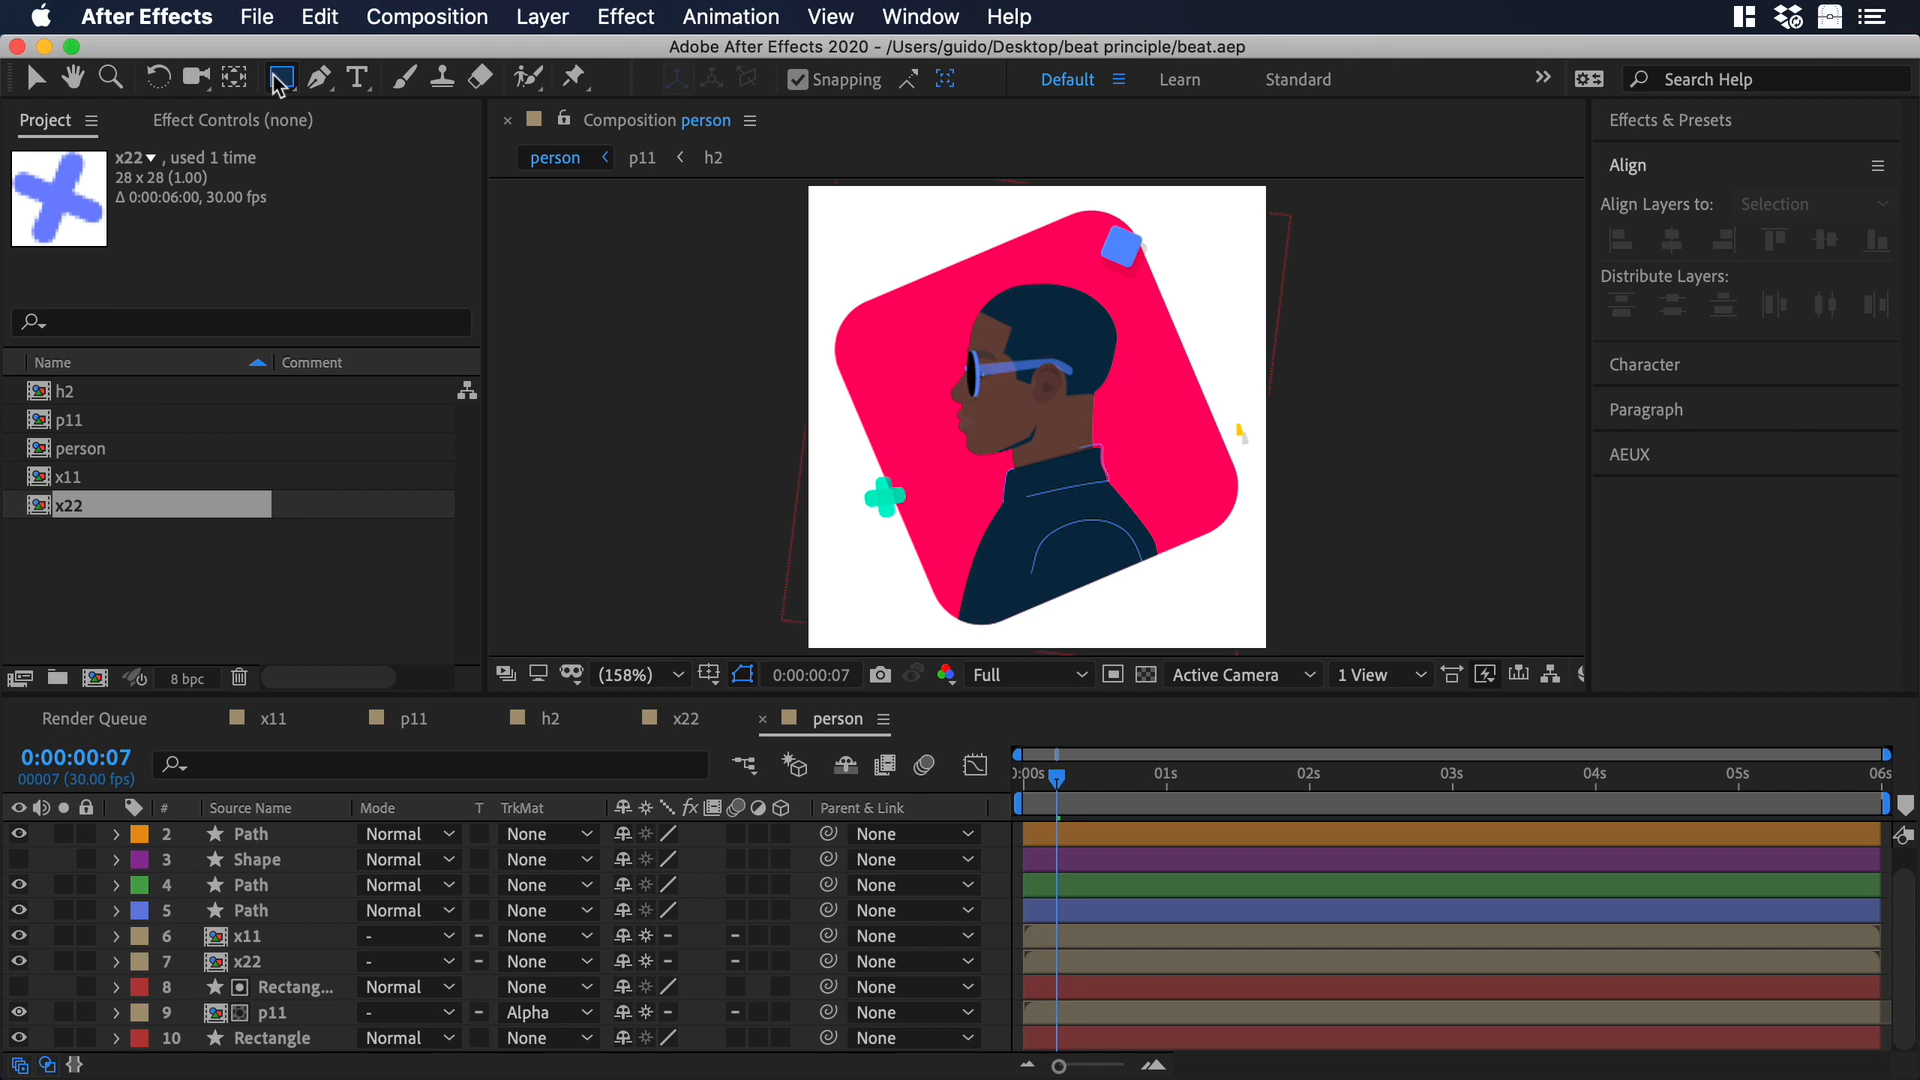 After Effects File Edit Composition Layer Effect Animation View Window Help
Adobe After Effects 2020 - /Users/guido/Desktop/beat principle/beat.aep
Snapping Default Learn Standard Search Help
Project Effect Controls (none) Composition person Effects & Presets
x22 , used 1 time
28 x 28 (1.00)
Δ 0:00:06:00, 30.00 fps
person p11 h2
Align
Align Layers to: Selection
Distribute Layers:
Character
Paragraph
AEUX
Name Comment
h2
p11
person
x11
x22
8 bpc
(158%) 0:00:00:07 Full Active Camera 1 View
Render Queue x11 p11 h2 x22 person
0:00:00:07
00007 (30.00 fps)
0:00s 01s 02s 03s 04s 05s 06s
# Source Name Mode T TrkMat fx Parent & Link
2 Path Normal None None
3 Shape Normal None None
4 Path Normal None None
5 Path Normal None None
6 x11 - - None - - None
7 x22 - - None - - None
8 Rectang... Normal None None
9 p11 - - Alpha - - None
10 Rectangle Normal None None